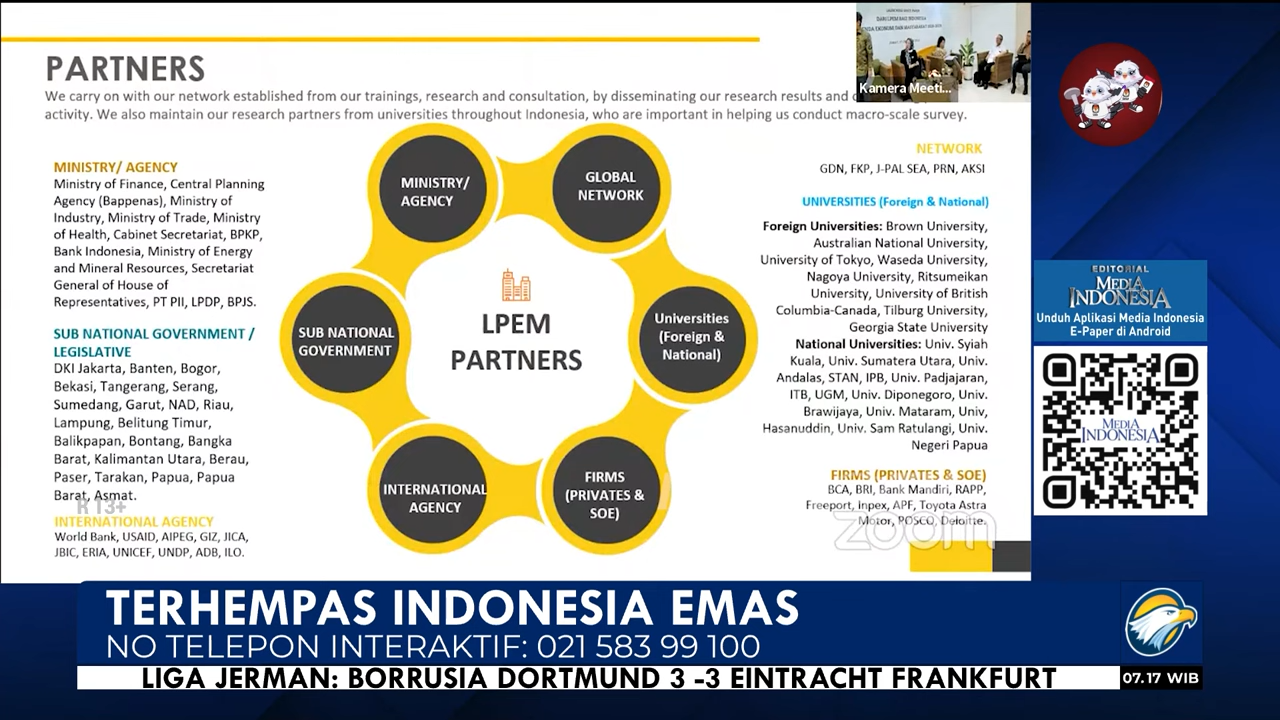 PARTNERS
We carry on with our network established from our trainings, research and consultation, by disseminating our research results and
activity. We also maintain our research partners from universities throughout Indonesia, who are important in helping us conduct macro-scale survey.
DARI LPEM BAGI INDONESIA
Kamera Meeti...
MINISTRY/ AGENCY
Ministry of Finance, Central Planning
Agency (Bappenas), Ministry of
Industry, Ministry of Trade, Ministry
of Health, Cabinet Secretariat, BPKP,
Bank Indonesia, Ministry of Energy
and Mineral Resources, Secretariat
General of House of
Representatives, PT PII, LPDP, BPJS.
SUB NATIONAL GOVERNMENT /
LEGISLATIVE
DKI Jakarta, Banten, Bogor,
Bekasi, Tangerang, Serang,
Sumedang, Garut, NAD, Riau,
Lampung, Belitung Timur,
Balikpapan, Bontang, Bangka
Barat, Kalimantan Utara, Berau,
Paser, Tarakan, Papua, Papua
Barat, Asmat.
R 13+
INTERNATIONAL AGENCY
World Bank, USAID, AIPEG, GIZ, JICA,
JBIC, ERIA, UNICEF, UNDP, ADB, ILO.
MINISTRY/
AGENCY
GLOBAL
NETWORK
SUB NATIONAL
GOVERNMENT
LPEM
PARTNERS
Universities
(Foreign &
National)
INTERNATIONAL
AGENCY
FIRMS
(PRIVATES &
SOE)
NETWORK
GDN, FKP, J-PAL SEA, PRN, AKSI
UNIVERSITIES (Foreign & National)
Foreign Universities: Brown University,
Australian National University,
University of Tokyo, Waseda University,
Nagoya University, Ritsumeikan
University, University of British
Columbia-Canada, Tilburg University,
Georgia State University
National Universities: Univ. Syiah
Kuala, Univ. Sumatera Utara, Univ.
Andalas, STAN, IPB, Univ. Padjajaran,
ITB, UGM, Univ. Diponegoro, Univ.
Brawijaya, Univ. Mataram, Univ,
Hasanuddin, Univ. Sam Ratulangi, Univ.
Negeri Papua
FIRMS (PRIVATES & SOE)
BCA, BRI, Bank Mandiri, RAPP,
Freeport, Inpex, APF, Toyota Astra
Motor, POSCO, Deloitte.
zoom
EDITORIAL
MEDIA
INDONESIA
Unduh Aplikasi Media Indonesia
E-Paper di Android
MEDIA
INDONESIA
TERHEMPAS INDONESIA EMAS
NO TELEPON INTERAKTIF: 021 583 99 100
LIGA JERMAN: BORRUSIA DORTMUND 3 -3 EINTRACHT FRANKFURT
07.17 WIB